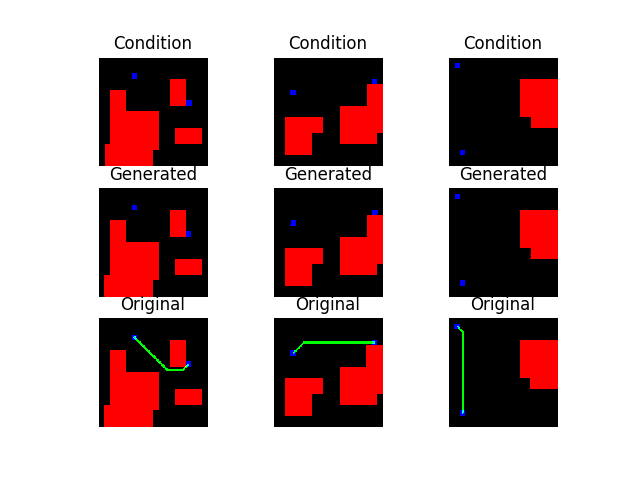 Condition Condition Condition
Generated Generated Generated
Original Original Original